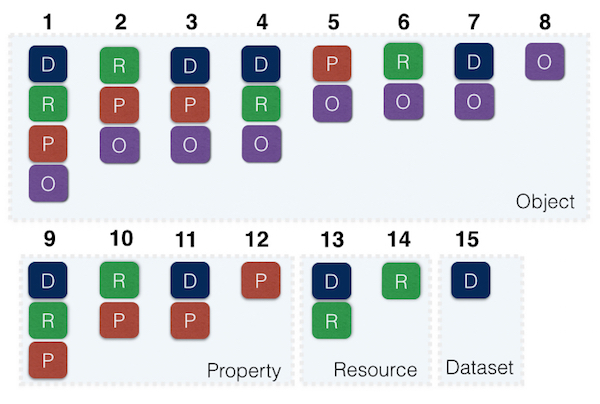 1 2 3 4 5 6 7 8
D R D D P R D O
R P P R O O O
P O O O
O
Object
9 10 11 12 13 14 15
D R D P D R D
R P P R
P
Property Resource Dataset